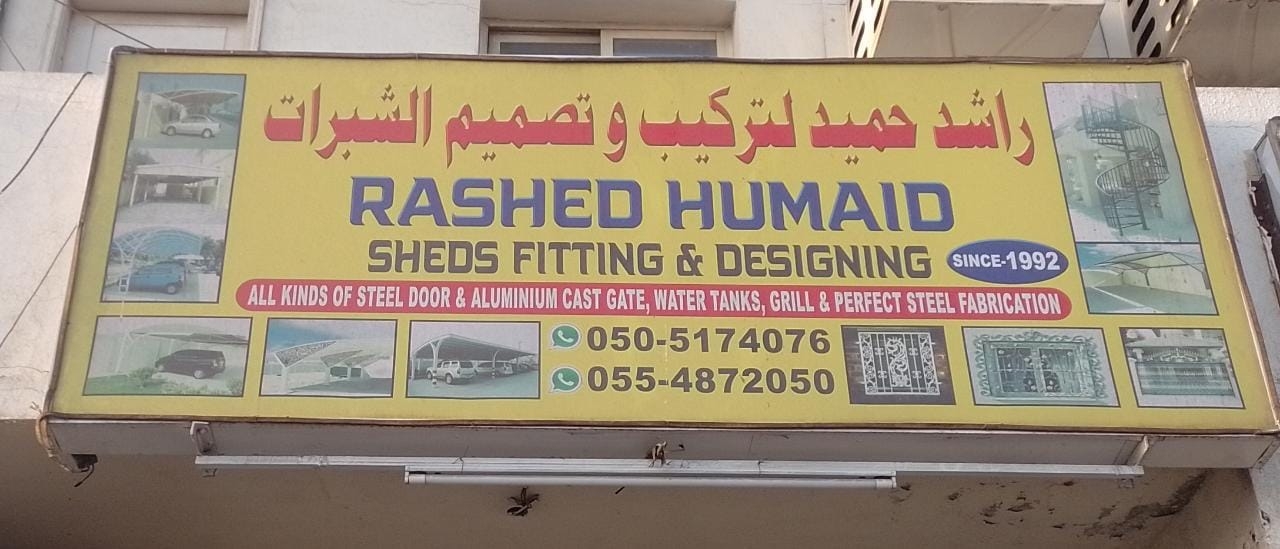 راشد حميد لتركيب و تصميم الشبرات
RASHED HUMAID
SHEDS FITTING & DESIGNING
SINCE-1992
ALL KINDS OF STEEL DOOR & ALUMINIUM CAST GATE, WATER TANKS, GRILL & PERFECT STEEL FABRICATION
050-5174076
055-4872050